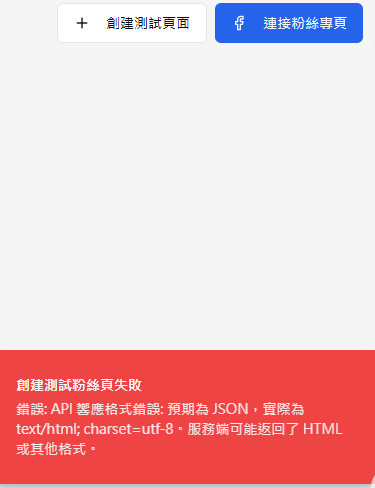 創建測試頁面
連接粉絲專頁
創建測試粉絲頁失敗
錯誤: API 響應格式錯誤: 預期為 JSON，實際為
text/html; charset=utf-8。服務端可能返回了 HTML
或其他格式。